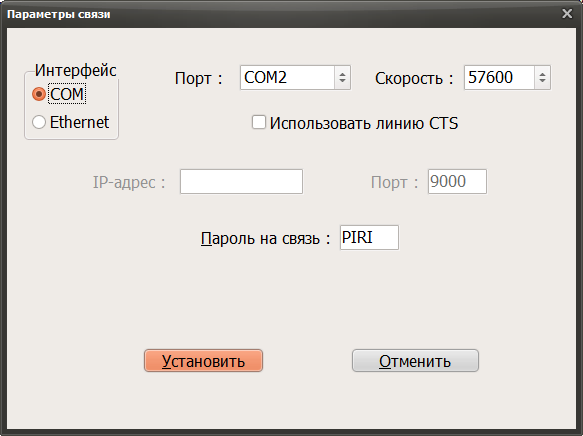 Параметры связи
Интерфейс
COM
Ethernet
Порт : COM2 Скорость : 57600
Использовать линию CTS
IP-адрес : Порт : 9000
Пароль на связь : PIRI
Установить Отменить